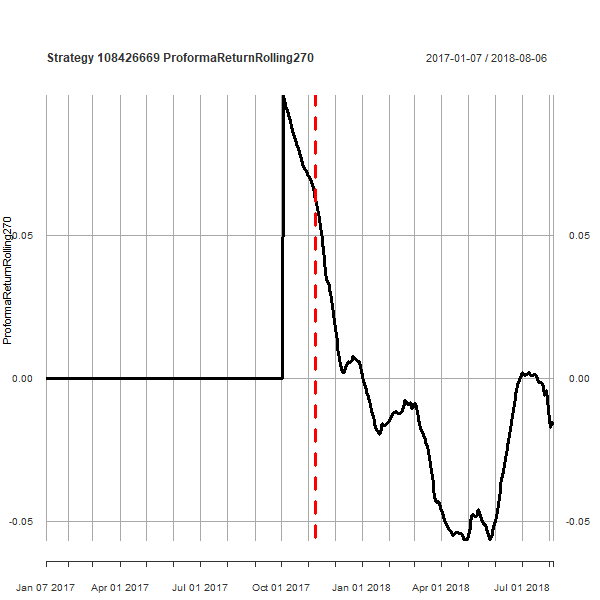 Strategy 108426669 ProformaReturnRolling270
2017-01-07 / 2018-08-06
ProformaReturnRolling270
0.05
0.05
0.00
0.00
-0.05
-0.05
Jan 07 2017
Apr 01 2017
Jul 01 2017
Oct 01 2017
Jan 01 2018
Apr 01 2018
Jul 01 2018